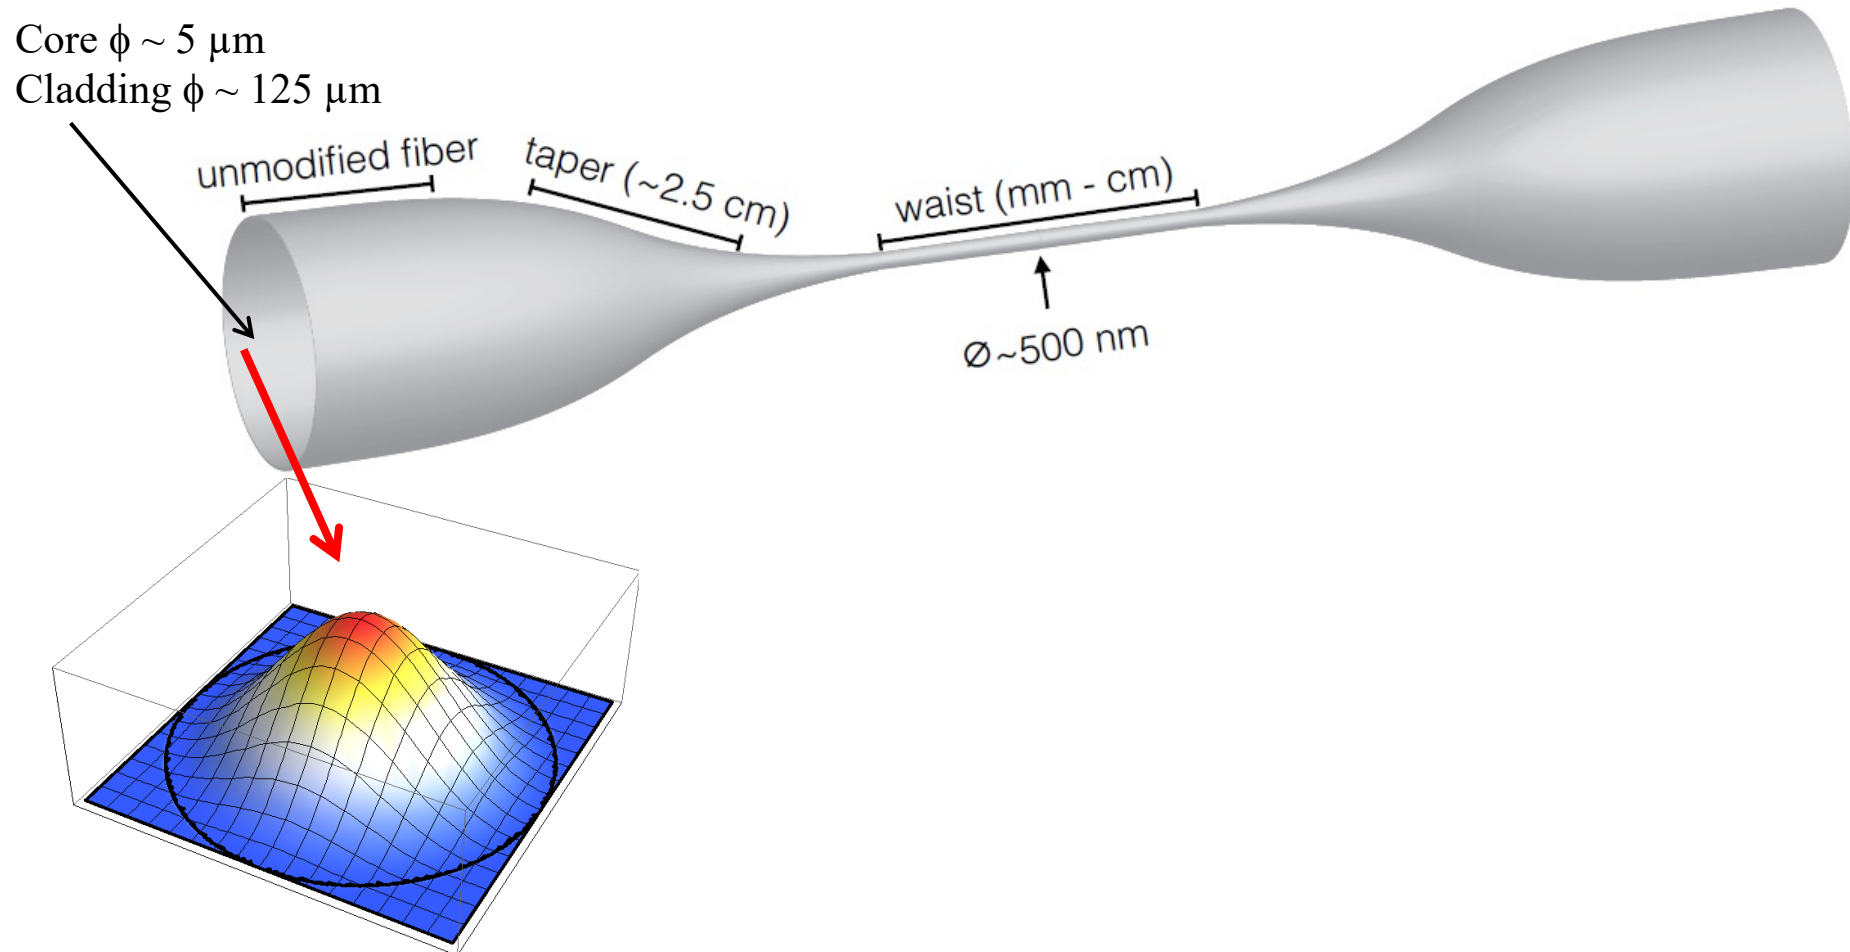 Core ϕ ~ 5 µm
Cladding ϕ ~ 125 µm
unmodified fiber
taper (~2.5 cm)
waist (mm - cm)
Ø~500 nm